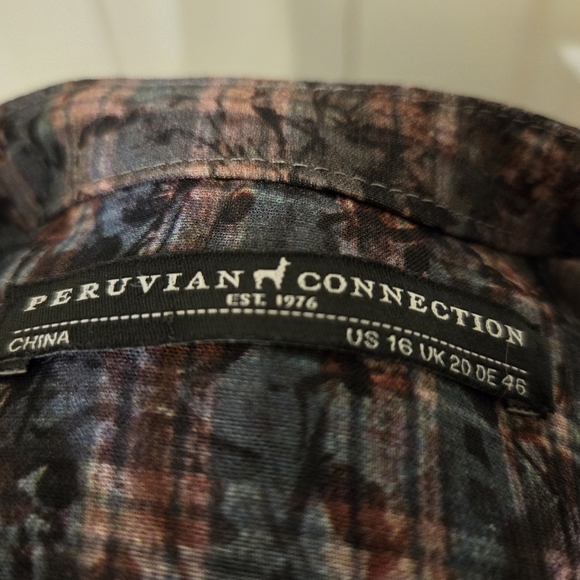 PERUVIAN CONNECTION
EST. 1976
CHINA US 16 UK 20 DE 46